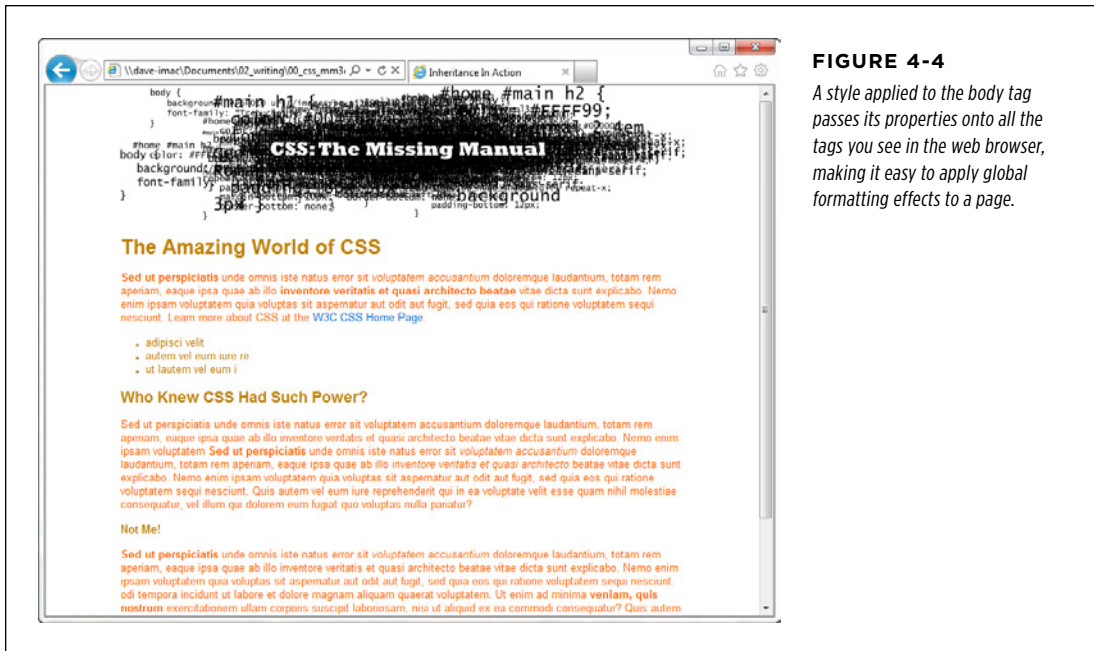 \\dave-imac\Documents\02_writing\00_css_mm3
Inheritance In Action
body {
#main h1 {
#home #main h2 {
#FFFF99;
CSS: The Missing Manual
background
font-family
repeat-x;
padding-bottom: 12px;
3px }
}
The Amazing World of CSS
Sed ut perspiciatis unde omnis iste natus error sit voluptatem accusantium doloremque laudantium, totam rem
aperiam, eaque ipsa quae ab illo inventore veritatis et quasi architecto beatae vitae dicta sunt explicabo. Nemo
enim ipsam voluptatem quia voluptas sit aspernatur aut odit aut fugit, sed quia eos qui ratione voluptatem sequi
nesciunt. Learn more about CSS at the W3C CSS Home Page.
adipisci velit
autem vel eum iure re
ut lautem vel eum i
Who Knew CSS Had Such Power?
Sed ut perspiciatis unde omnis iste natus error sit voluptatem accusantium doloremque laudantium, totam rem
aperiam, eaque ipsa quae ab illo inventore veritatis et quasi architecto beatae vitae dicta sunt explicabo. Nemo enim
ipsam voluptatem Sed ut perspiciatis unde omnis iste natus error sit voluptatem accusantium doloremque
laudantium, totam rem aperiam, eaque ipsa quae ab illo inventore veritatis et quasi architecto beatae vitae dicta sunt
explicabo. Nemo enim ipsam voluptatem quia voluptas sit aspernatur aut odit aut fugit, sed quia eos qui ratione
voluptatem sequi nesciunt. Quis autem vel eum iure reprehenderit qui in ea voluptate velit esse quam nihil molestiae
consequatur, vel illum qui dolorem eum fugiat quo voluptas nulla pariatur?
Not Me!
Sed ut perspiciatis unde omnis iste natus error sit voluptatem accusantium doloremque laudantium, totam rem
aperiam, eaque ipsa quae ab illo inventore veritatis et quasi architecto beatae vitae dicta sunt explicabo. Nemo enim
ipsam voluptatem quia voluptas sit aspernatur aut odit aut fugit, sed quia eos qui ratione voluptatem sequi nesciunt.
odi tempora incidunt ut labore et dolore magnam aliquam quaerat voluptatem. Ut enim ad minima veniam, quis
nostrum exercitationem ullam corporis suscipit laboriosam, nisi ut aliquid ex ea commodi consequatur? Quis autem
FIGURE 4-4
A style applied to the body tag
passes its properties onto all the
tags you see in the web browser,
making it easy to apply global
formatting effects to a page.